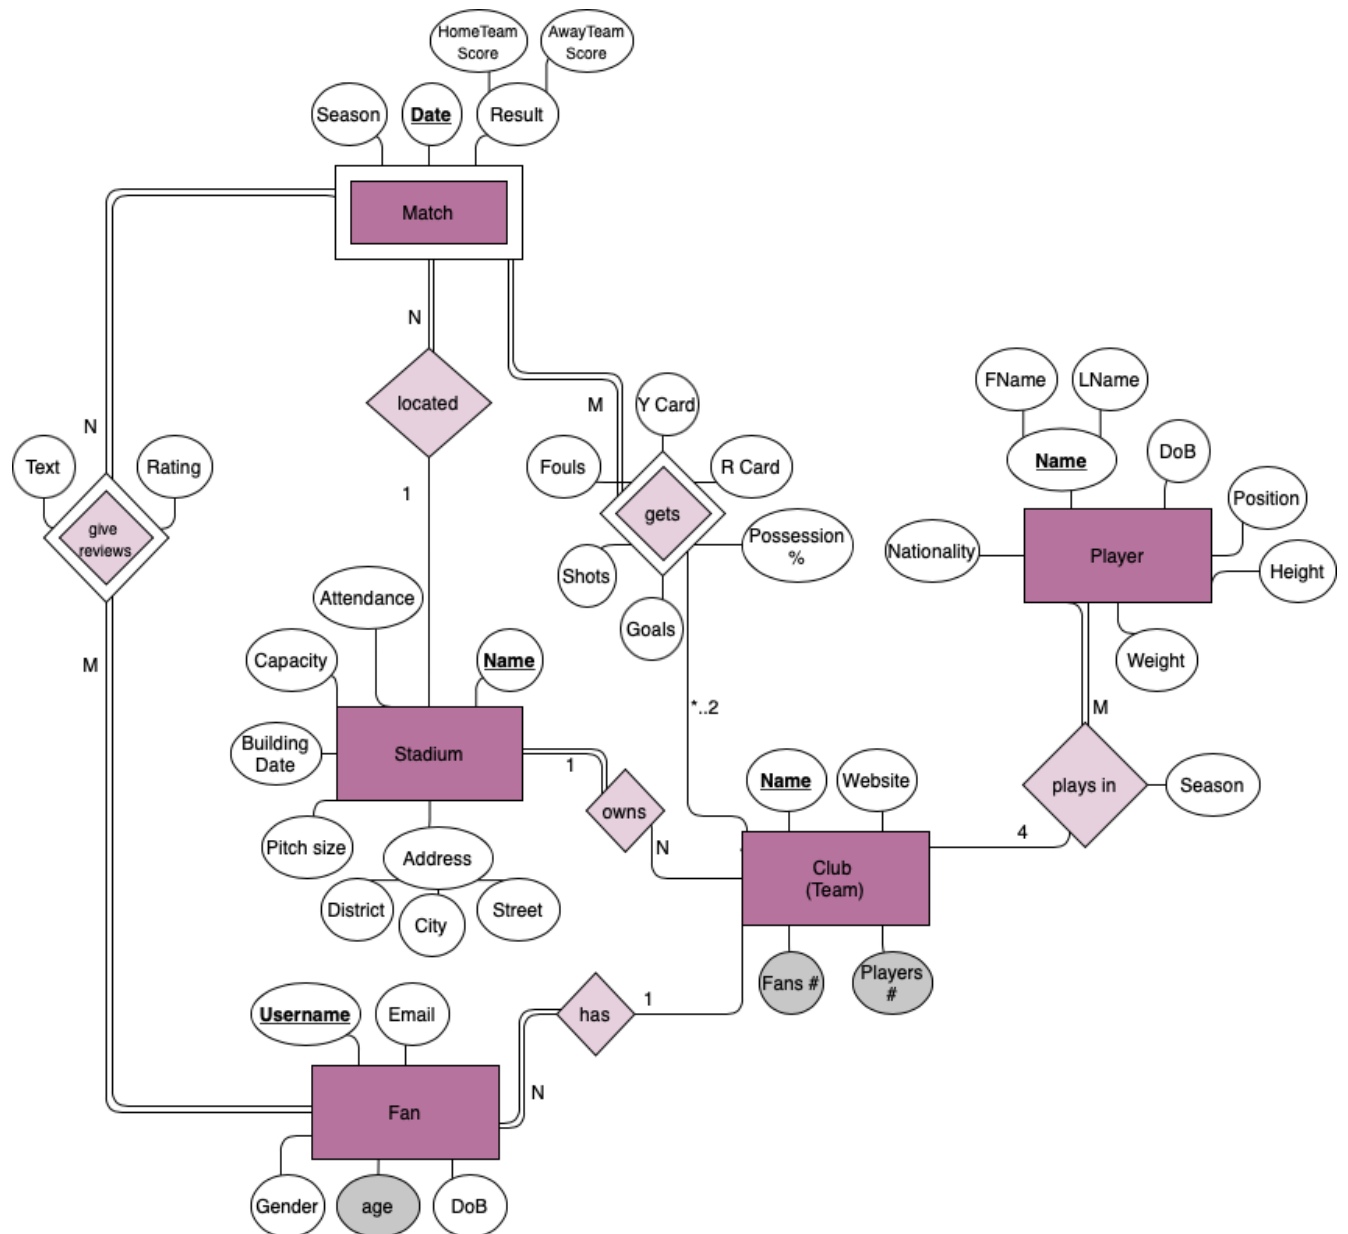 HomeTeam
Score
AwayTeam
Score
Season
Date
Result
Match
N
M
N
located
1
Text
Rating
give
reviews
M
Y Card
Fouls
R Card
gets
Possession
%
Shots
Goals
*..2
FName
LName
Name
DoB
Position
Nationality
Player
Height
Weight
M
plays in
Season
4
Attendance
Capacity
Name
Building
Date
Stadium
Pitch size
Address
District
City
Street
1
owns
N
Name
Website
Club
(Team)
Fans #
Players
#
has
1
N
Username
Email
Fan
Gender
age
DoB